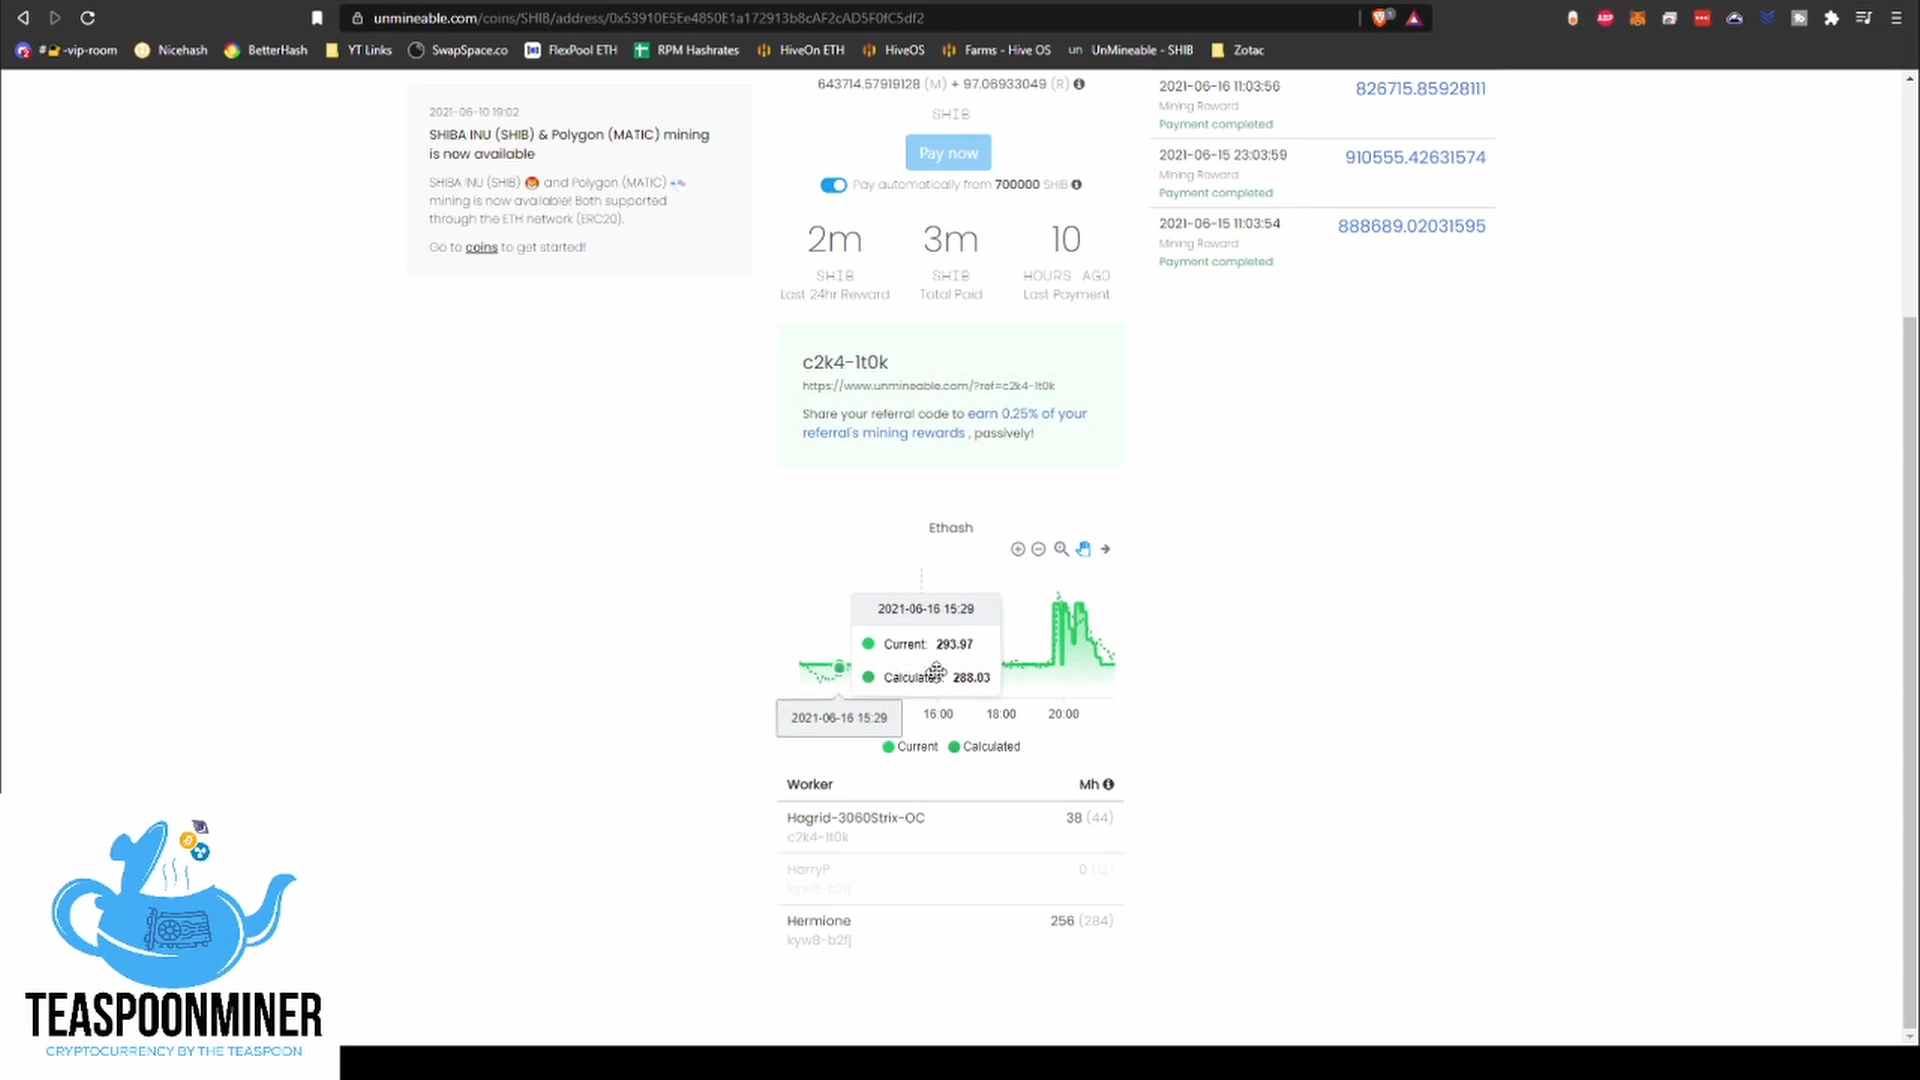 unmineable.com/coins/SHIB/address/0x53910E5Ee4850E1a172913b8cAF2cAD5F0fC5df2
-vip-room
Nicehash
BetterHash
YT Links
SwapSpace.co
FlexPool ETH
RPM Hashrates
HiveOn ETH
HiveOS
Farms - Hive OS
un UnMineable - SHIB
Zotac
2021-06-10 19:02
SHIBA INU (SHIB) & Polygon (MATIC) mining
is now available
SHIBA INU (SHIB) and Polygon (MATIC)
mining is now available! Both supported
through the ETH network (ERC20).
Go to coins to get started!
643714.57919128 (M) + 97.06933049 (R)
SHIB
Pay now
Pay automatically from 700000 SHIB
2m
SHIB
Last 24hr Reward
3m
SHIB
Total Paid
10
HOURS AGO
Last Payment
c2k4-1t0k
https://www.unmineable.com/?ref=c2k4-1t0k
Share your referral code to earn 0.25% of your
referral's mining rewards , passively!
Ethash
2021-06-16 15:29
Current: 293.97
Calculated: 288.03
2021-06-16 15:29
16:00
18:00
20:00
Current
Calculated
Worker
Mh
Hagrid-3060Strix-OC
38 (44)
c2k4-1t0k
HarryP
0 (12)
kyw8-b2fj
Hermione
256 (284)
kyw8-b2fj
2021-06-16 11:03:56
826715.85928111
Mining Reward
Payment completed
2021-06-15 23:03:59
910555.42631574
Mining Reward
Payment completed
2021-06-15 11:03:54
888689.02031595
Mining Reward
Payment completed
TEASPOONMINER
CRYPTOCURRENCY BY THE TEASPOON